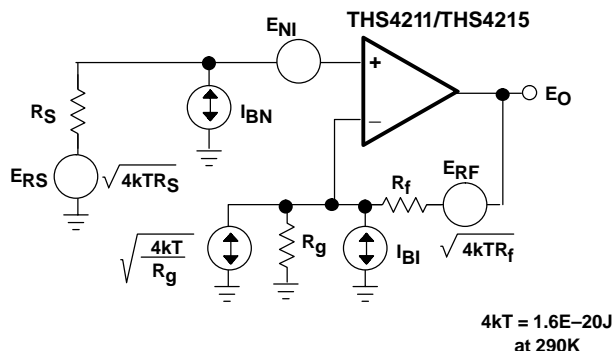 THS4211/THS4215
E_NI
+
R_S
I_BN
E_O
_
E_RS
√4kTR_S
E_RF
R_f
√4kT/R_g
R_g
I_BI
√4kTR_f
4kT = 1.6E–20J
at 290K